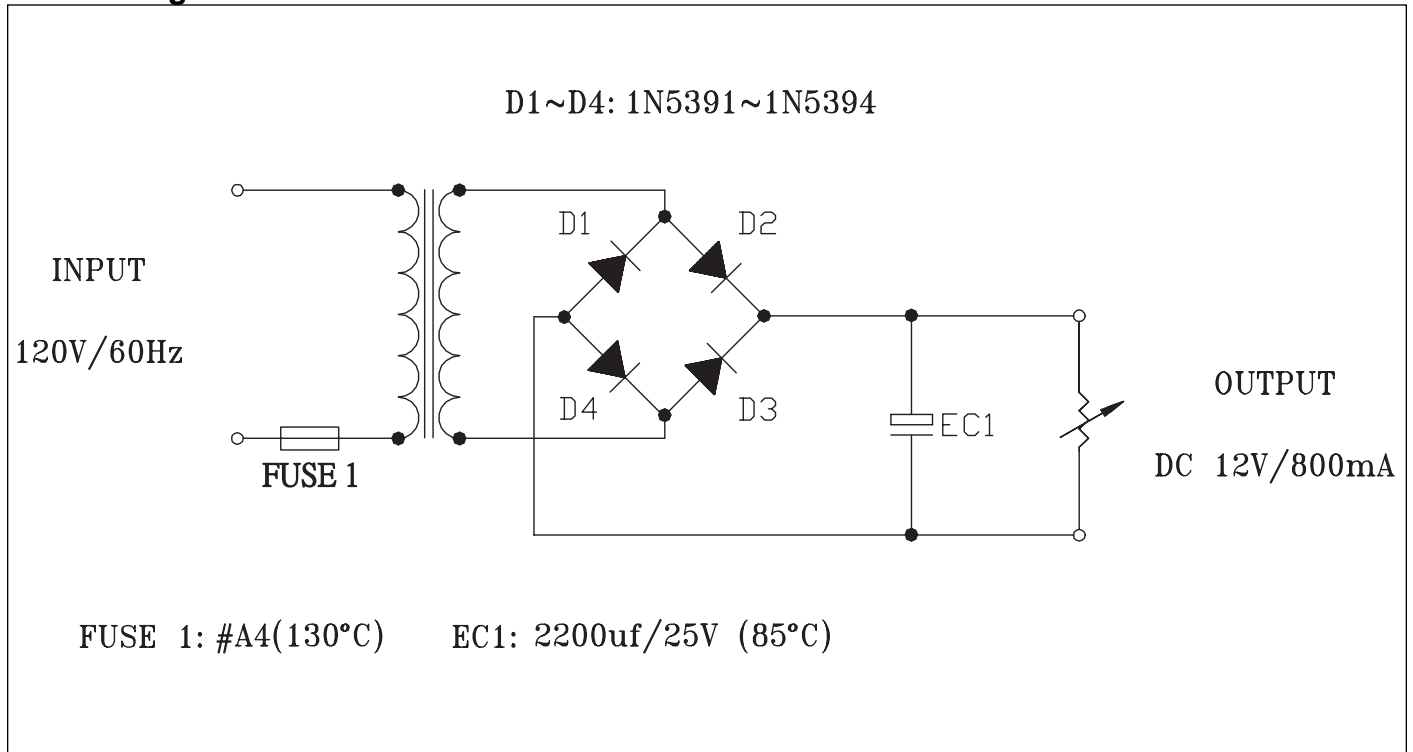 D1~D4: 1N5391~1N5394
D1 D2
INPUT
120V/60Hz
D4 D3
EC1
OUTPUT
DC 12V/800mA
FUSE 1
FUSE 1: #A4(130°C) EC1: 2200uf/25V (85°C)